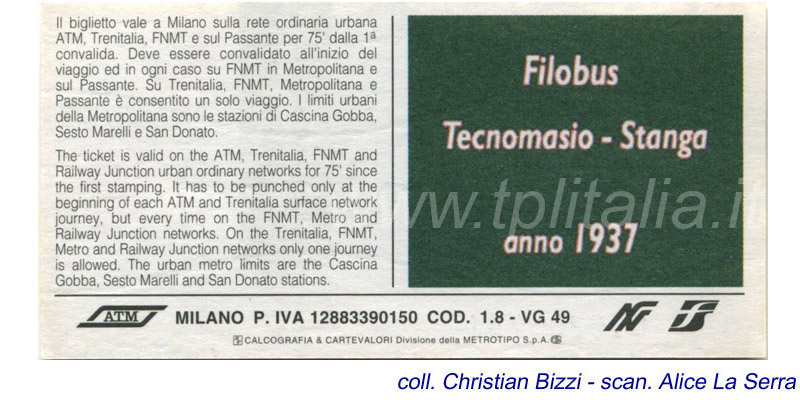 Il biglietto vale a Milano sulla rete ordinaria urbana
ATM, Trenitalia, FNMT e sul Passante per 75' dalla 1ª
convalida. Deve essere convalidato all'inizio del
viaggio ed in ogni caso su FNMT in Metropolitana e
sul Passante. Su Trenitalia, FNMT, Metropolitana e
Passante è consentito un solo viaggio. I limiti urbani
della Metropolitana sono le stazioni di Cascina Gobba,
Sesto Marelli e San Donato.
The ticket is valid on the ATM, Trenitalia, FNMT and
Railway Junction urban ordinary networks for 75' since
the first stamping. It has to be punched only at the
beginning of each ATM and Trenitalia surface network
journey, but every time on the FNMT, Metro and
Railway Junction networks. On the Trenitalia, FNMT,
Metro and Railway Junction networks only one journey
is allowed. The urban metro limits are the Cascina
Gobba, Sesto Marelli and San Donato stations.
Filobus
Tecnomasio - Stanga
anno 1937
www.tplitalia.it
ATM MILANO P. IVA 12883390150 COD. 1.8 - VG 49
CALCOGRAFIA & CARTEVALORI Divisione della METROTIPO S.p.A.
coll. Christian Bizzi - scan. Alice La Serra